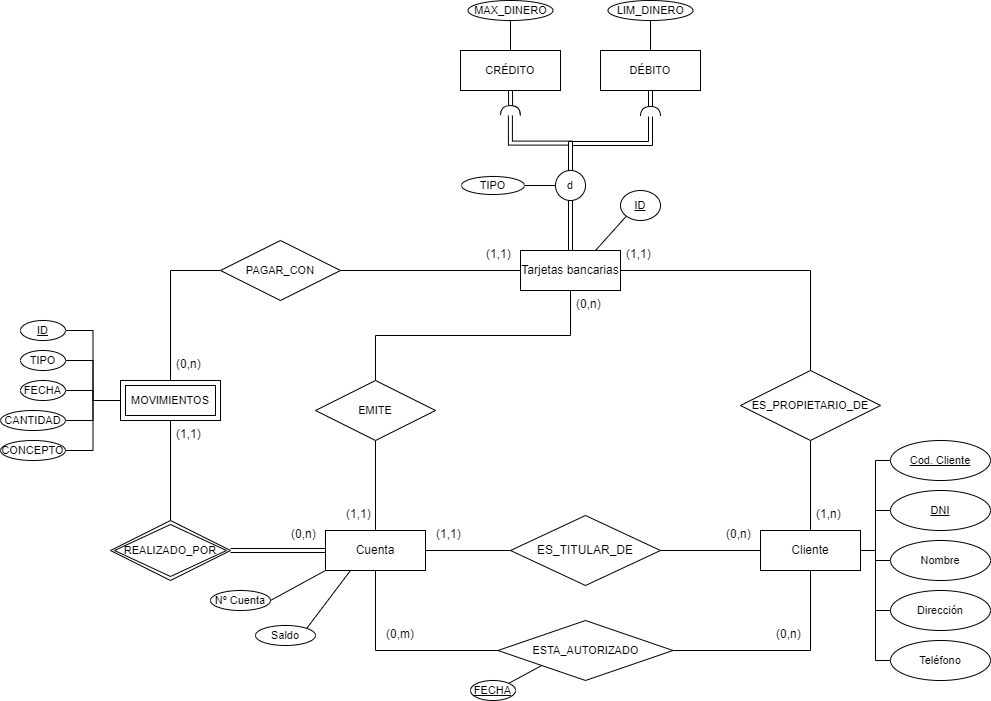 MAX_DINERO
LIM_DINERO
CRÉDITO
DÉBITO
TIPO
d
ID
(1,1)
Tarjetas bancarias
(1,1)
PAGAR_CON
(0,n)
ID
TIPO
FECHA
CANTIDAD
CONCEPTO
(0,n)
MOVIMIENTOS
(1,1)
EMITE
ES_PROPIETARIO_DE
(1,1)
(1,n)
REALIZADO_POR
(0,n)
Cuenta
(1,1)
ES_TITULAR_DE
(0,n)
Cliente
Cod. Cliente
DNI
Nombre
Dirección
Teléfono
Nº Cuenta
Saldo
(0,m)
ESTA_AUTORIZADO
(0,n)
FECHA